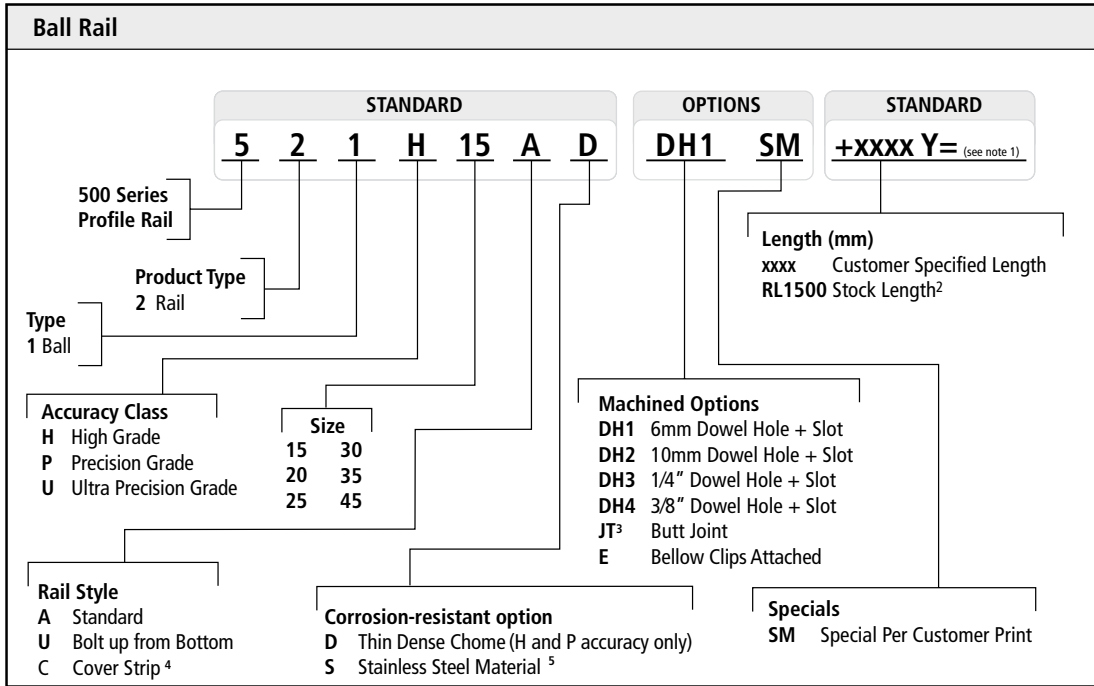 Ball Rail
STANDARD
OPTIONS
STANDARD
5 2 1 H 15 A D
DH1 SM
+xxxx Y= (see note 1)
500 Series
Profile Rail
Product Type
2 Rail
Type
1 Ball
Length (mm)
xxxx Customer Specified Length
RL1500 Stock Length²
Accuracy Class
H High Grade
P Precision Grade
U Ultra Precision Grade
Size
15 30
20 35
25 45
Machined Options
DH1 6mm Dowel Hole + Slot
DH2 10mm Dowel Hole + Slot
DH3 1/4" Dowel Hole + Slot
DH4 3/8" Dowel Hole + Slot
JT³ Butt Joint
E Bellow Clips Attached
Rail Style
A Standard
U Bolt up from Bottom
C Cover Strip ⁴
Corrosion-resistant option
D Thin Dense Chome (H and P accuracy only)
S Stainless Steel Material ⁵
Specials
SM Special Per Customer Print